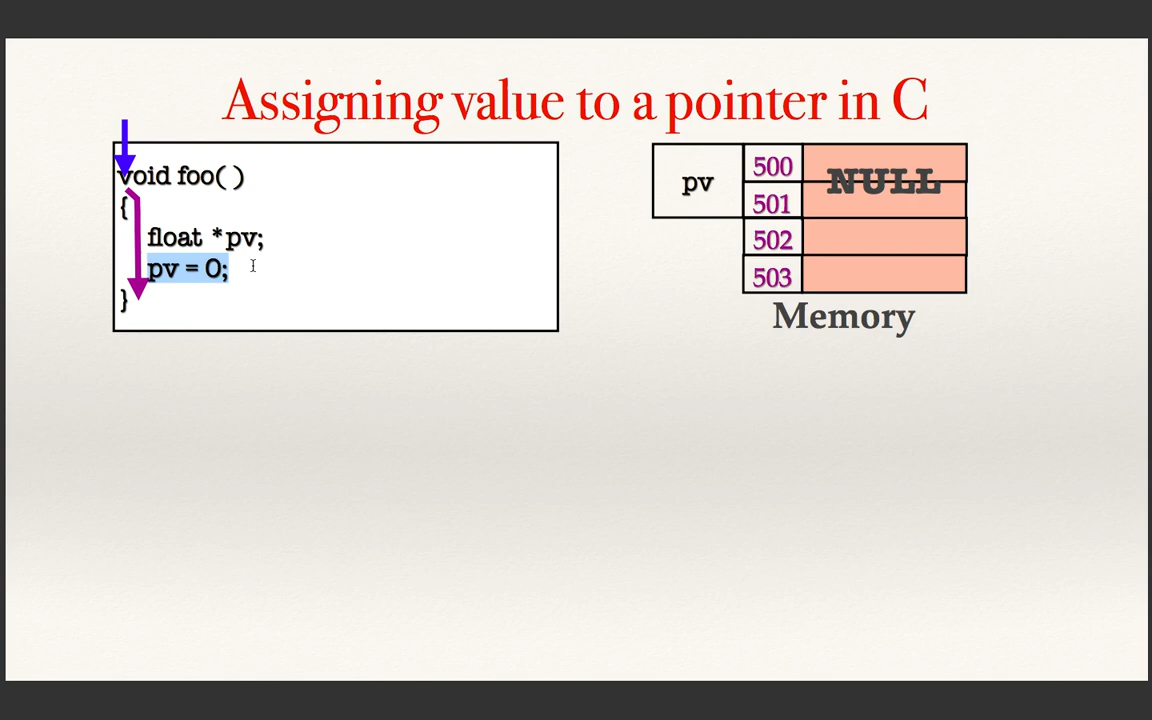 Assigning value to a pointer in C
void foo( )
{
float *pv;
pv = 0;
}
pv
500
NULL
501
502
503
Memory